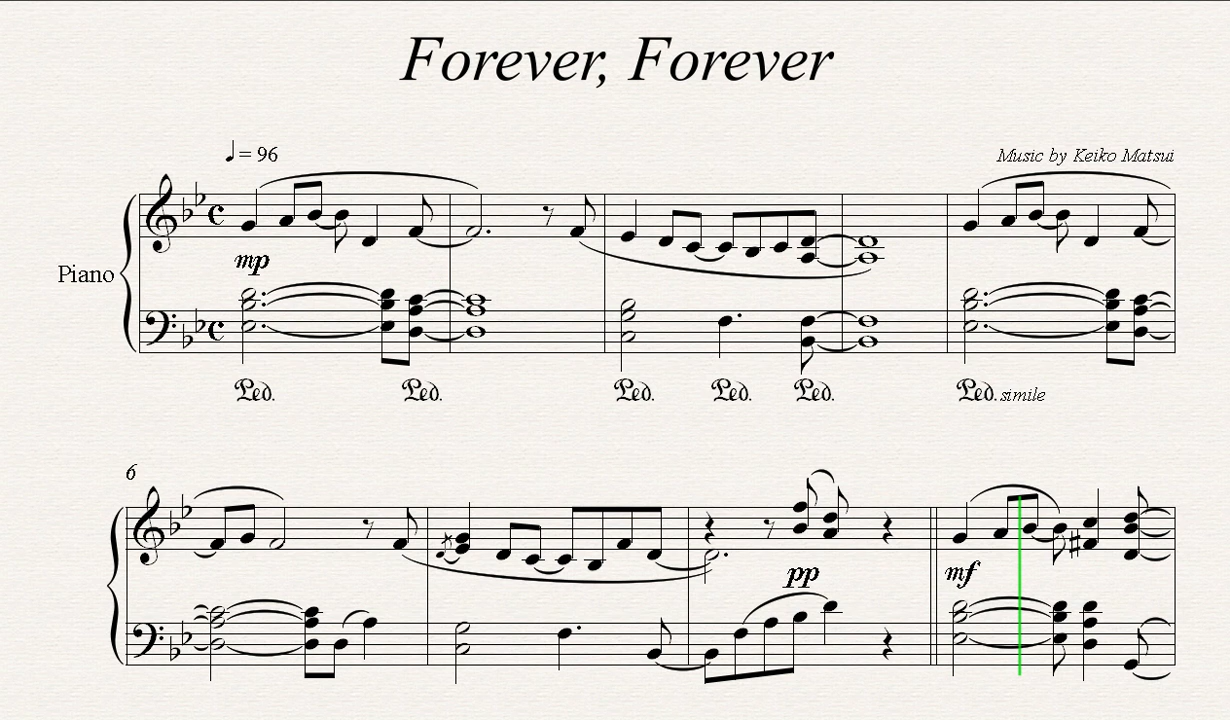 Forever, Forever
♩= 96
Music by Keiko Matsui
Piano
mp
Ped. Ped. Ped. Ped. Ped. Ped. simile
6
pp
mf